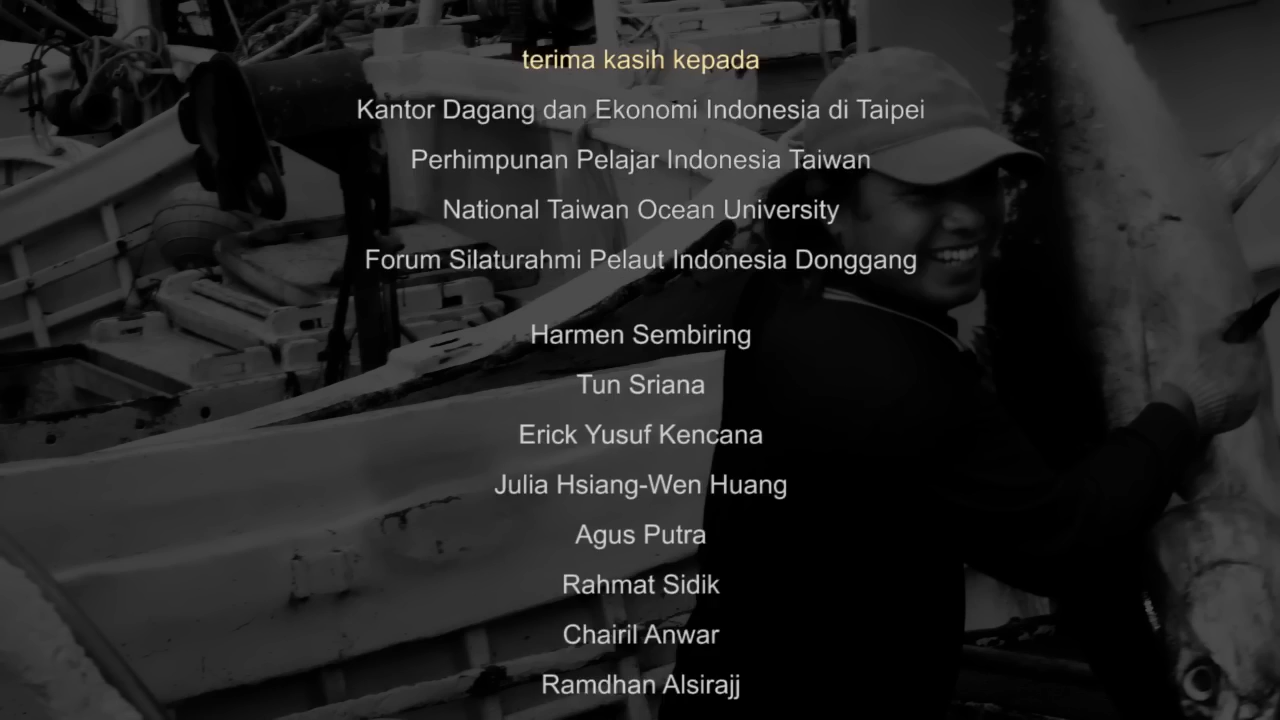 terima kasih kepada
Kantor Dagang dan Ekonomi Indonesia di Taipei
Perhimpunan Pelajar Indonesia Taiwan
National Taiwan Ocean University
Forum Silaturahmi Pelaut Indonesia Donggang
Harmen Sembiring
Tun Sriana
Erick Yusuf Kencana
Julia Hsiang-Wen Huang
Agus Putra
Rahmat Sidik
Chairil Anwar
Ramdhan Alsirajj